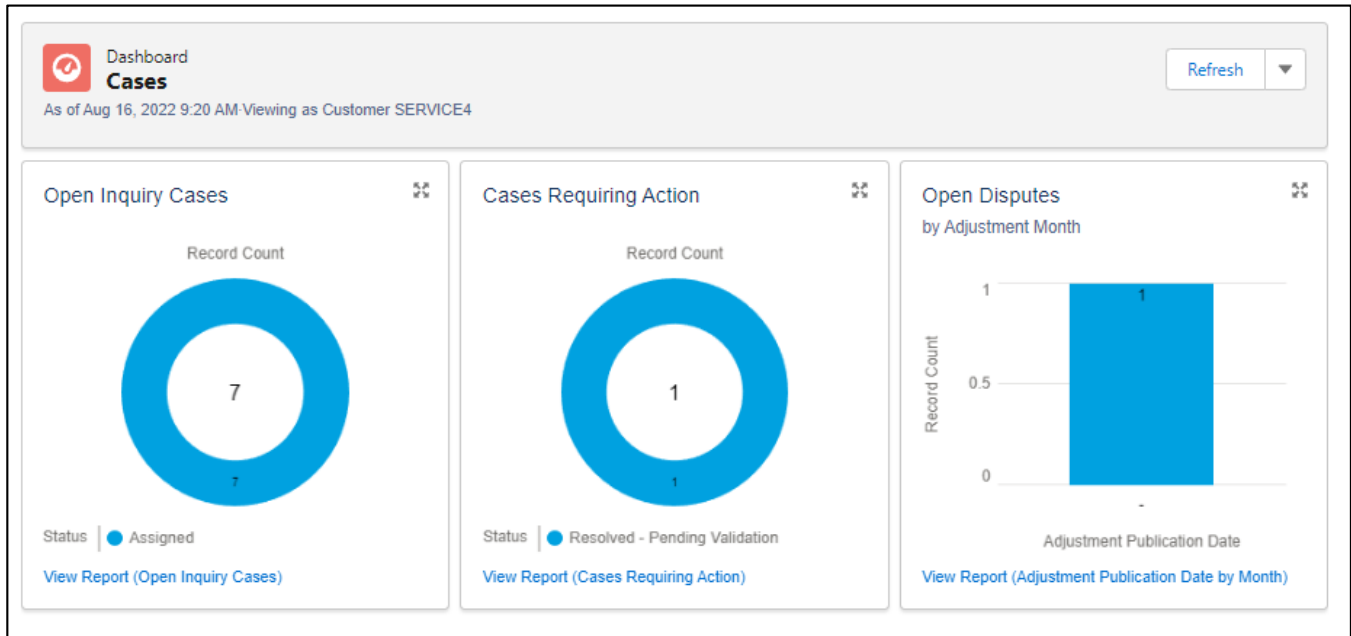 Dashboard
Cases
Refresh
As of Aug 16, 2022 9:20 AM·Viewing as Customer SERVICE4
Open Inquiry Cases
Record Count
7
7
Status
Assigned
View Report (Open Inquiry Cases)
Cases Requiring Action
Record Count
1
1
Status
Resolved - Pending Validation
View Report (Cases Requiring Action)
Open Disputes
by Adjustment Month
1
1
Record Count
0.5
0
-
Adjustment Publication Date
View Report (Adjustment Publication Date by Month)